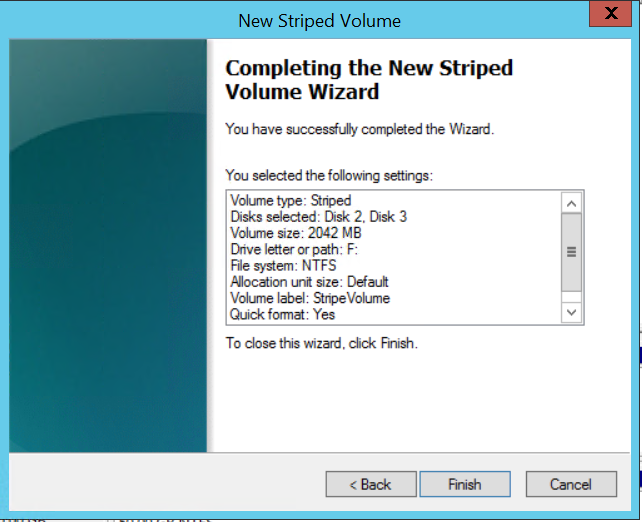 New Striped Volume
X
Completing the New Striped
Volume Wizard
You have successfully completed the Wizard.
You selected the following settings:
Volume type: Striped
Disks selected: Disk 2, Disk 3
Volume size: 2042 MB
Drive letter or path: F:
File system: NTFS
Allocation unit size: Default
Volume label: StripeVolume
Quick format: Yes
To close this wizard, click Finish.
< Back
Finish
Cancel